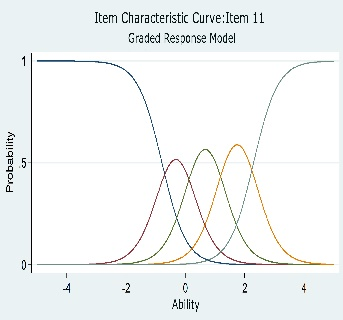 Item Characteristic Curve:Item 11
Graded Response Model
1
.5
0
Probability
-4 -2 0 2 4
Ability